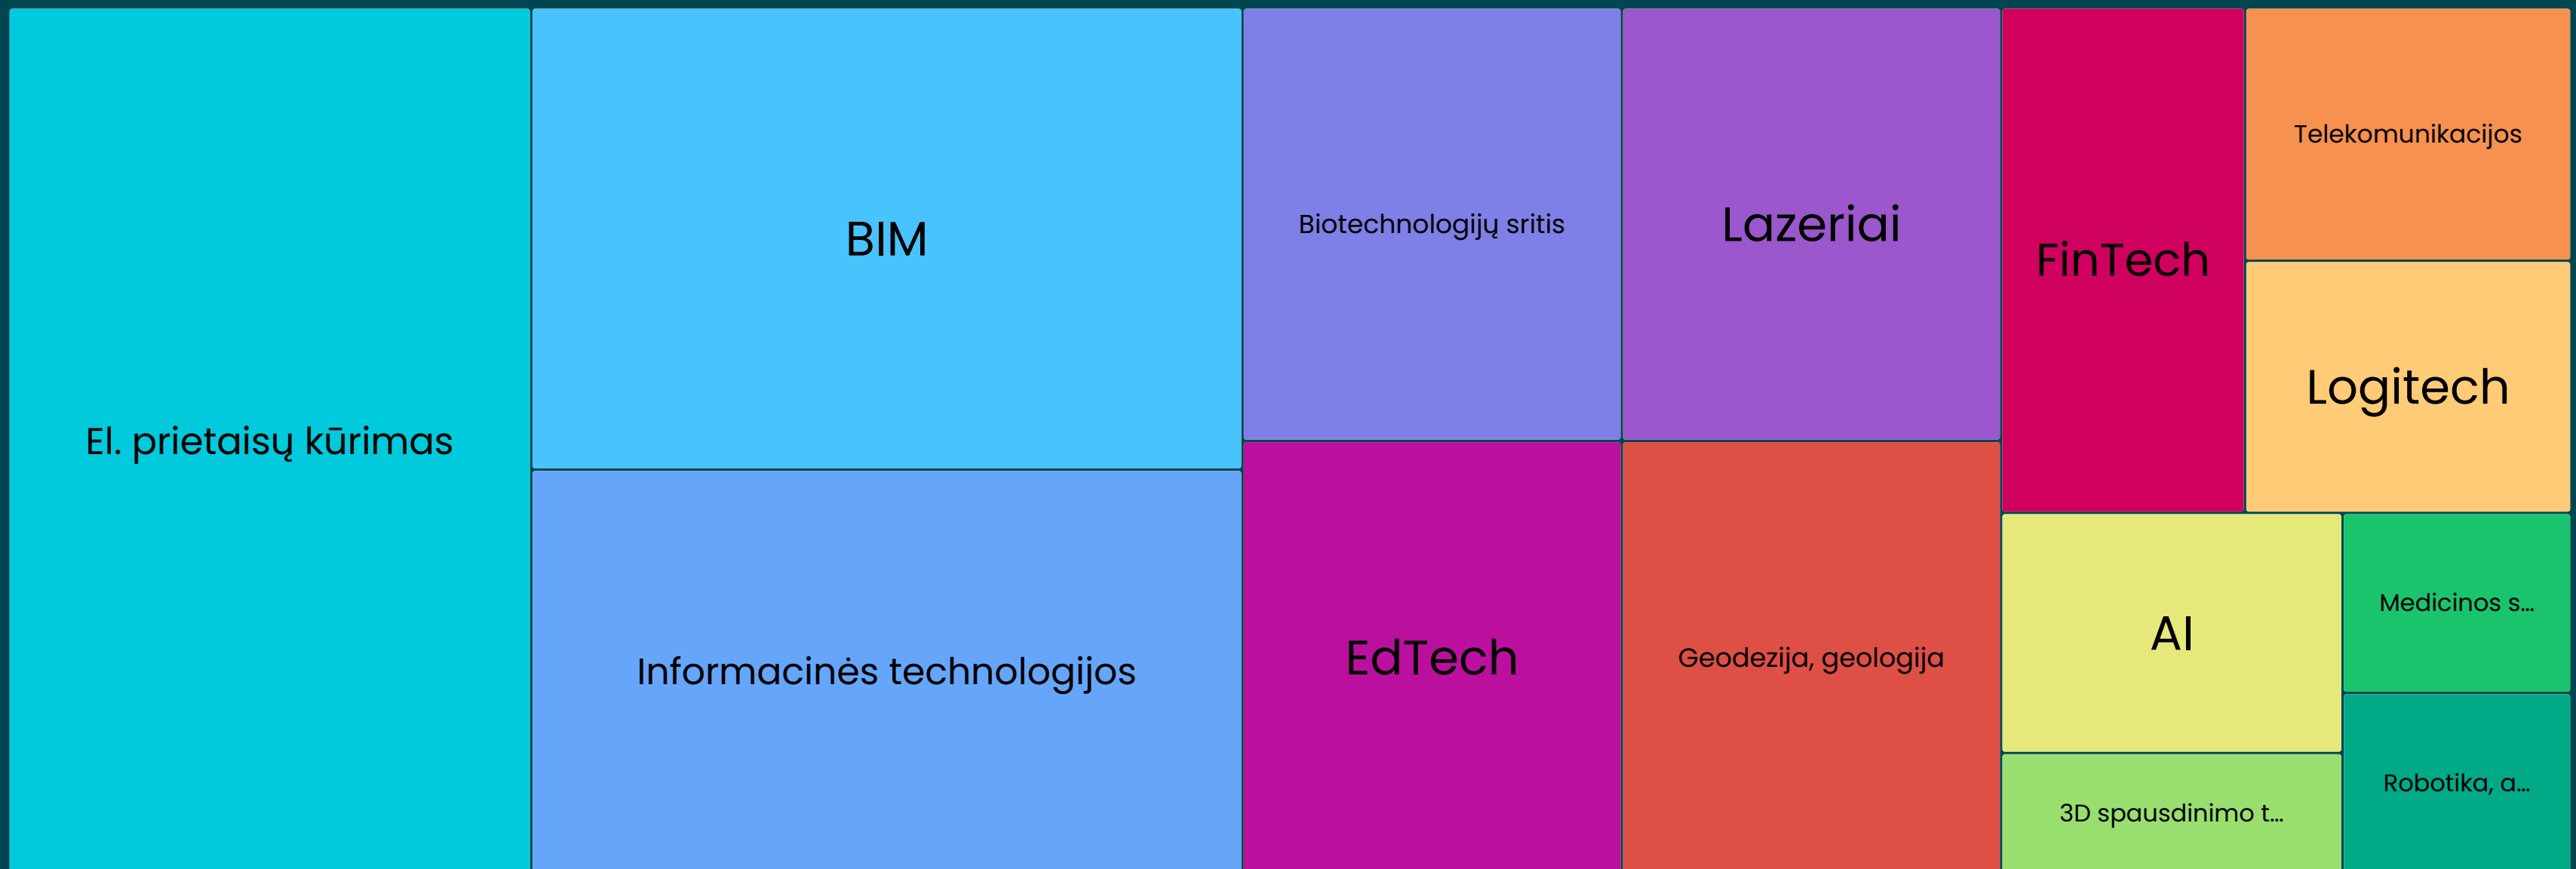 El. prietaisų kūrimas
BIM
Informacinės technologijos
Biotechnologijų sritis
EdTech
Lazeriai
Geodezija, geologija
FinTech
Telekomunikacijos
Logitech
AI
3D spausdinimo t...
Medicinos s...
Robotika, a...